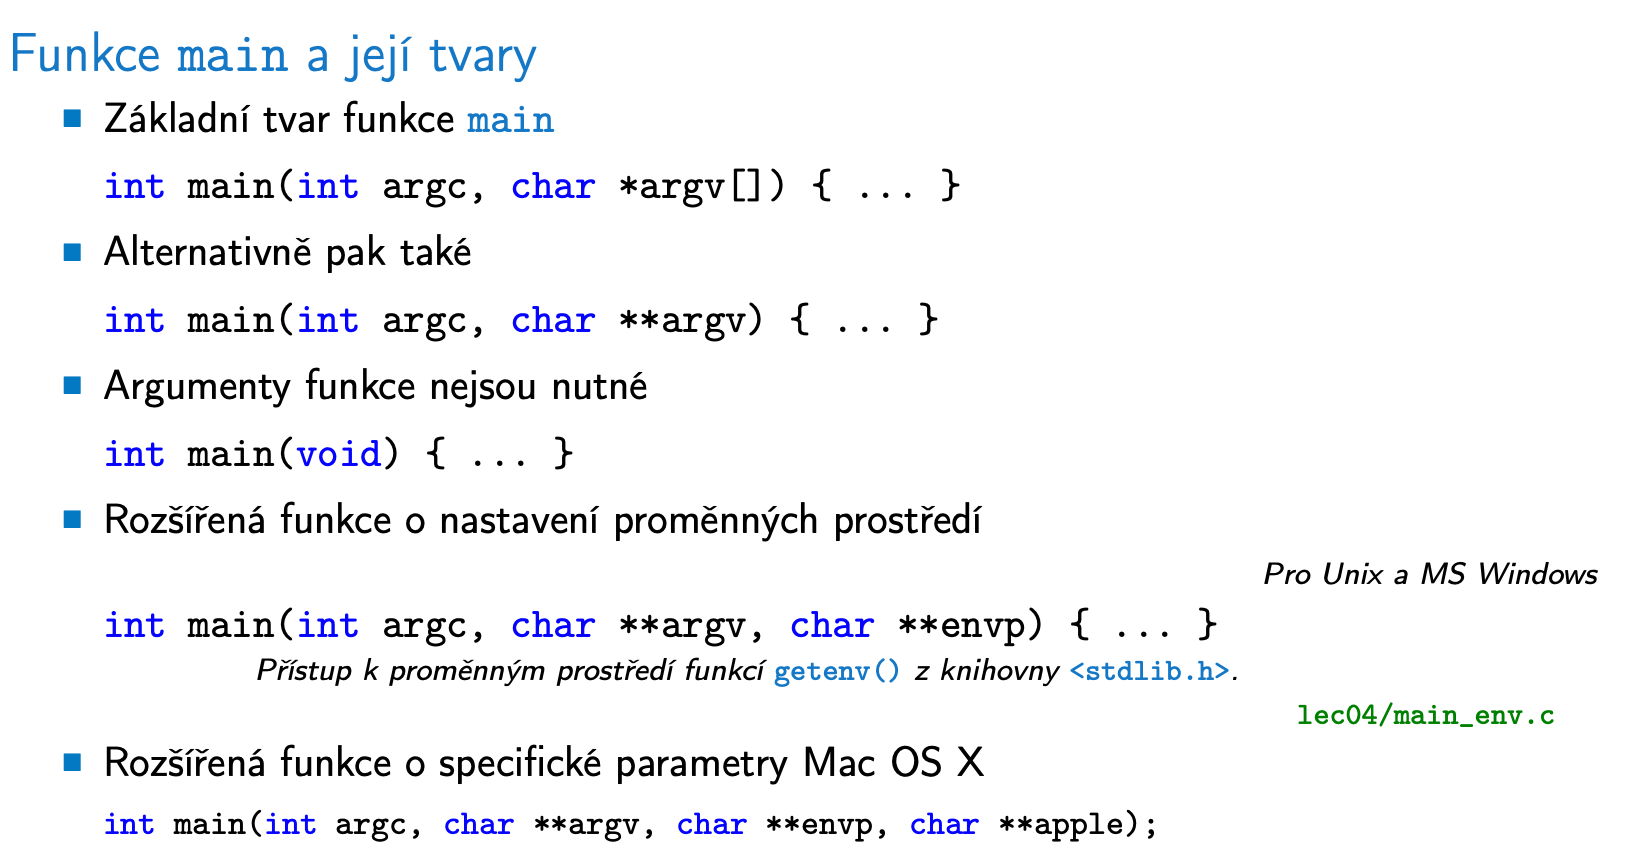 Funkce main a její tvary
Základní tvar funkce main
int main(int argc, char *argv[]) { ... }
Alternativně pak také
int main(int argc, char **argv) { ... }
Argumenty funkce nejsou nutné
int main(void) { ... }
Rozšířená funkce o nastavení proměnných prostředí
Pro Unix a MS Windows
int main(int argc, char **argv, char **envp) { ... }
Přístup k proměnným prostředí funkcí getenv() z knihovny <stdlib.h>.
lec04/main_env.c
Rozšířená funkce o specifické parametry Mac OS X
int main(int argc, char **argv, char **envp, char **apple);